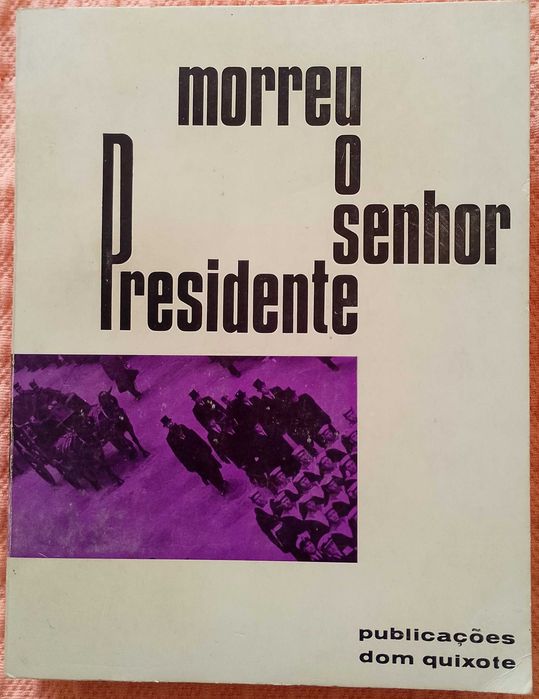 morreu
o
senhor
Presidente
publicações
dom quixote